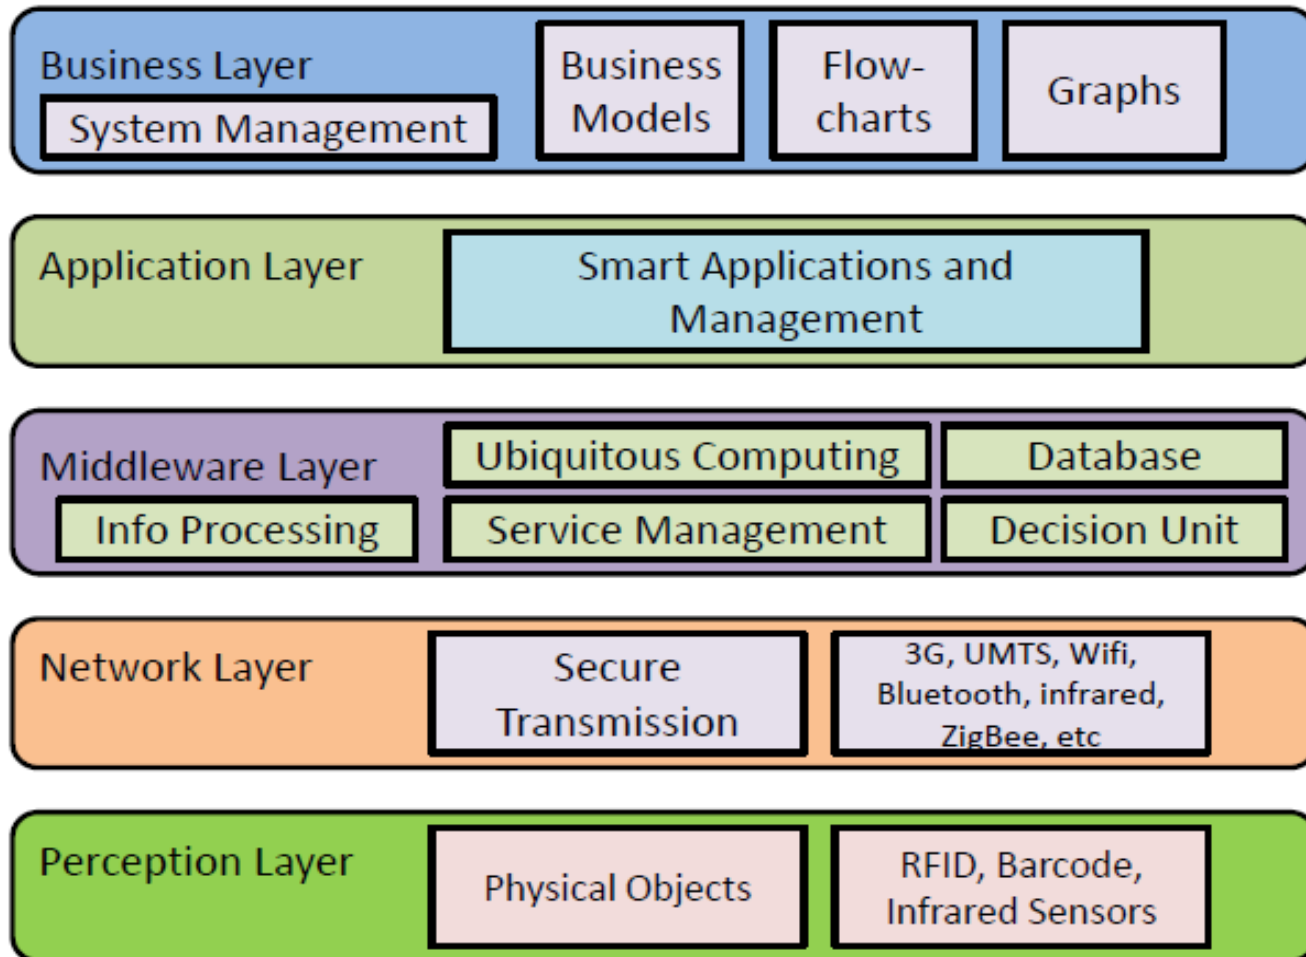 Business Layer
System Management
Business
Models
Flow-
charts
Graphs
Application Layer
Smart Applications and
Management
Middleware Layer
Info Processing
Ubiquitous Computing
Service Management
Database
Decision Unit
Network Layer
Secure
Transmission
3G, UMTS, Wifi,
Bluetooth, infrared,
ZigBee, etc
Perception Layer
Physical Objects
RFID, Barcode,
Infrared Sensors